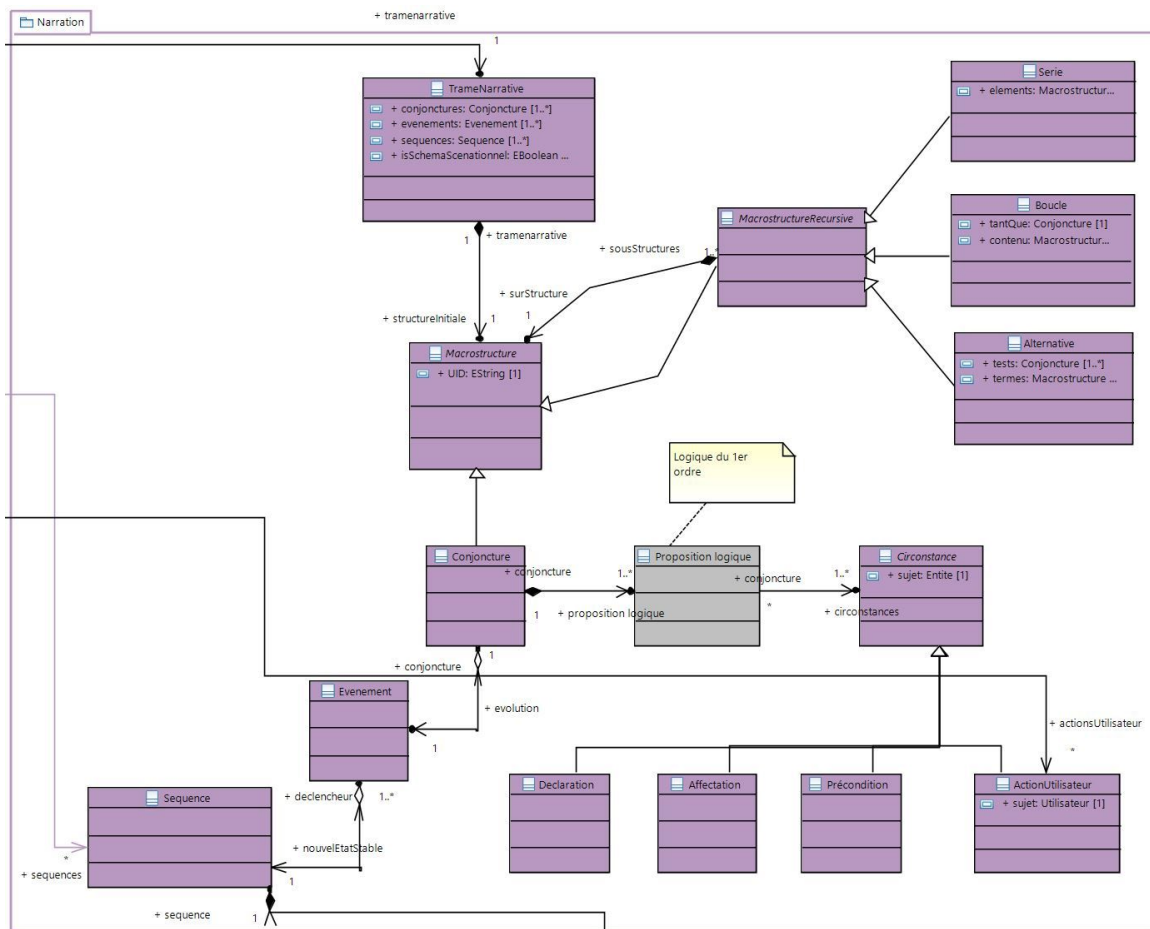 Narration
+ tramenarrative
1
TrameNarrative
+ conjonctures: Conjoncture [1..*]
+ evenements: Evenement [1..*]
+ sequences: Sequence [1..*]
+ isSchemaScenationnel: EBoolean ...
Serie
+ elements: Macrostructur...
Boucle
+ tantQue: Conjoncture [1]
+ contenu: Macrostructur...
MacrostructureRecursive
1
+ tramenarrative
+ sousStructures
1..*
+ surStructure
+ structureInitiale
1
1
Alternative
+ tests: Conjoncture [1..*]
+ termes: Macrostructure ...
Macrostructure
+ UID: EString [1]
Logique du 1er
ordre
Conjoncture
+ conjoncture
1..*
Proposition logique
+ conjoncture
1..*
Circonstance
+ sujet: Entite [1]
1
+ proposition logique
*
+ circonstances
1
+ conjoncture
Evenement
+ evolution
1
+ actionsUtilisateur
*
Declaration
Affectation
Précondition
ActionUtilisateur
+ sujet: Utilisateur [1]
Sequence
+ declencheur
1..*
+ nouvelEtatStable
*
+ sequences
1
+ sequence
1